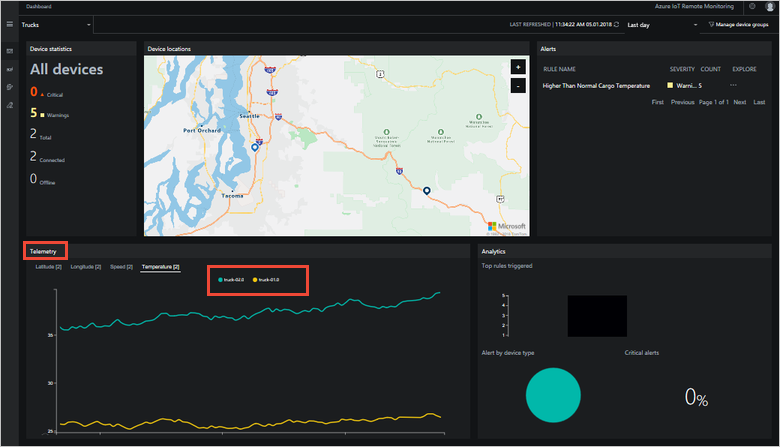 Dashboard
Azure IoT Remote Monitoring
Trucks
LAST REFRESHED | 11:34:22 AM 05.01.2018
Last day
Manage device groups
Device statistics
All devices
0 Critical
5 Warnings
2 Total
2 Connected
0 Offline
Device locations
Seattle
Port Orchard
Tacoma
+
-
Microsoft
Alerts
RULE NAME SEVERITY COUNT EXPLORE
Higher Than Normal Cargo Temperature Warni... 5 ...
First Previous Page 1 of 1 Next Last
Telemetry
Latitude [2] Longitude [2] Speed [2] Temperature [2]
truck-02.0 truck-01.0
35
30
25
Analytics
Top rules triggered
5
4
3
2
1
Alert by device type
Critical alerts
0%